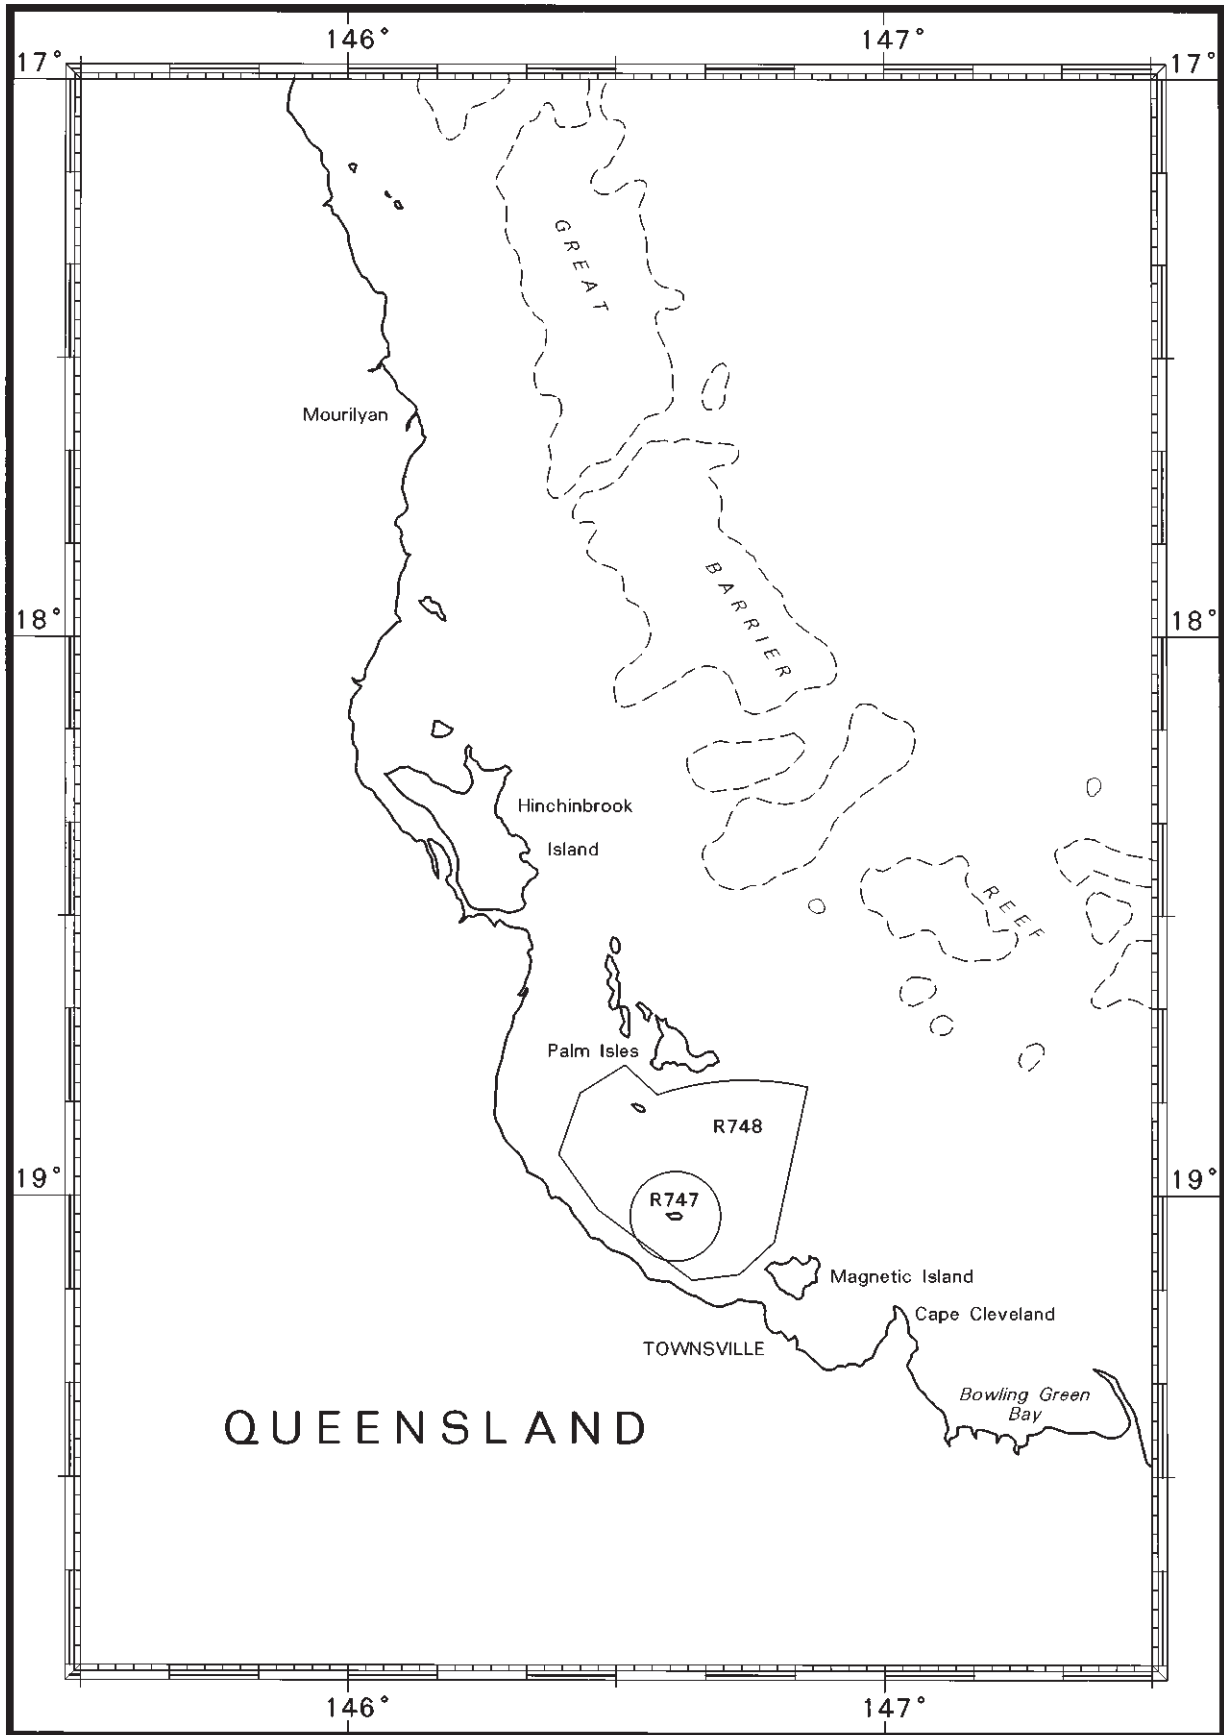 146° 147°
17° 17°
GREAT
Mourilyan
BARRIER
18° 18°
Hinchinbrook
Island
REEF
Palm Isles
R748
19° 19°
R747
Magnetic Island
Cape Cleveland
TOWNSVILLE
Bowling Green
Bay
QUEENSLAND
146° 147°